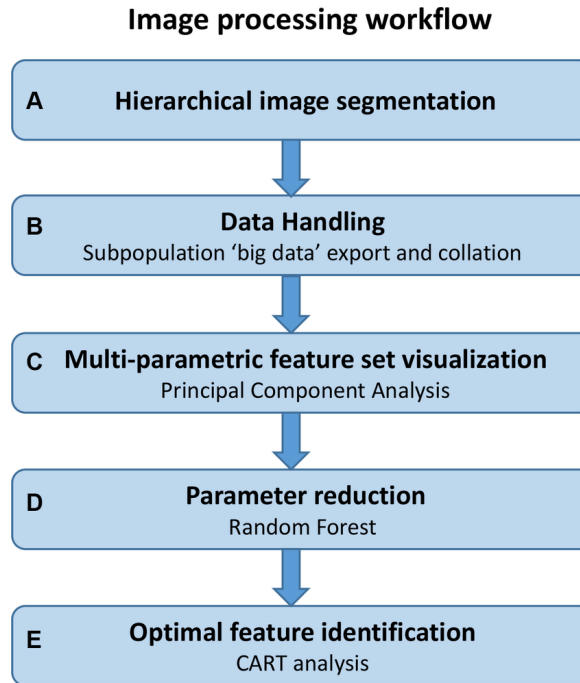 Image processing workflow
A Hierarchical image segmentation
B Data Handling
Subpopulation ‘big data’ export and collation
C Multi-parametric feature set visualization
Principal Component Analysis
D Parameter reduction
Random Forest
E Optimal feature identification
CART analysis